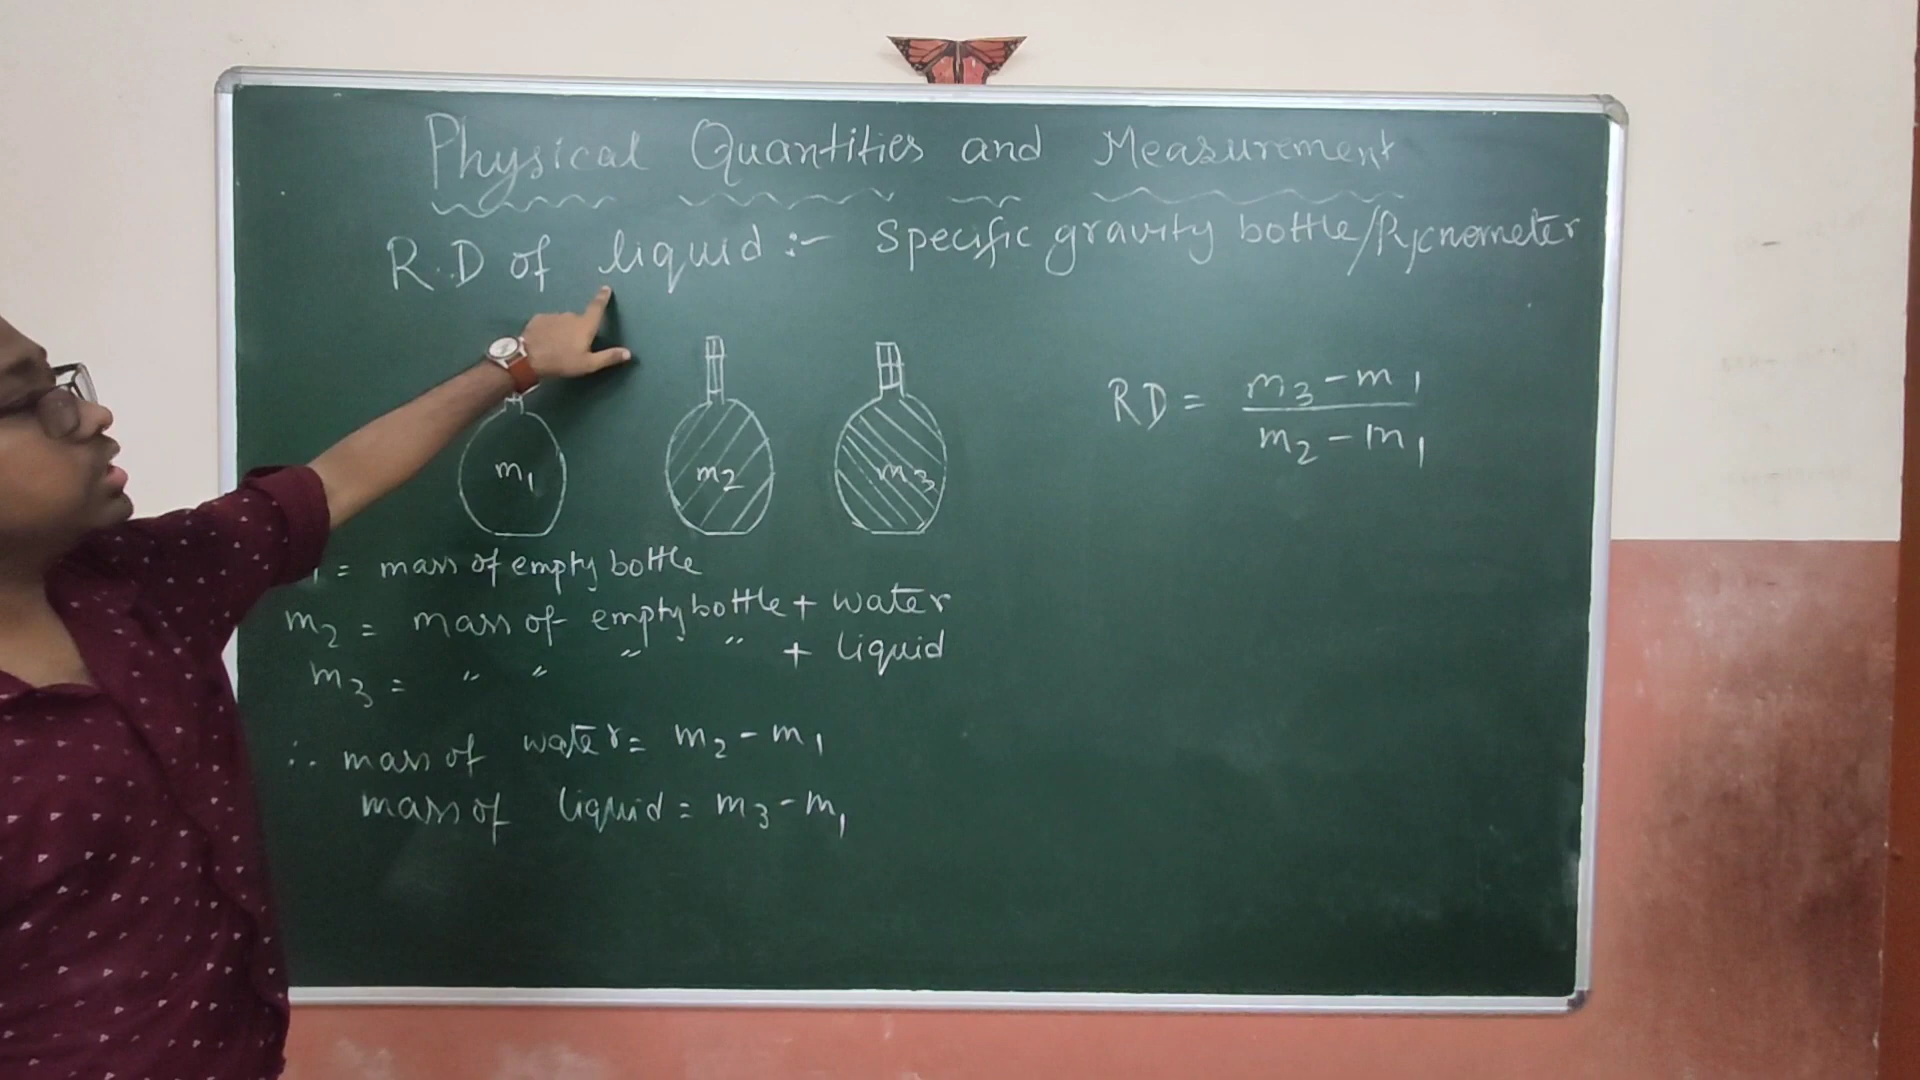 Physical Quantities and Measurement
R.D of liquid :- Specific gravity bottle/Pycnometer
m1 m2 m3
RD = m3 - m1 / m2 - m1
1 = mass of empty bottle
m2 = mass of empty bottle + water
m3 = " " " " + liquid
∴ mass of water = m2 - m1
mass of liquid = m3 - m1